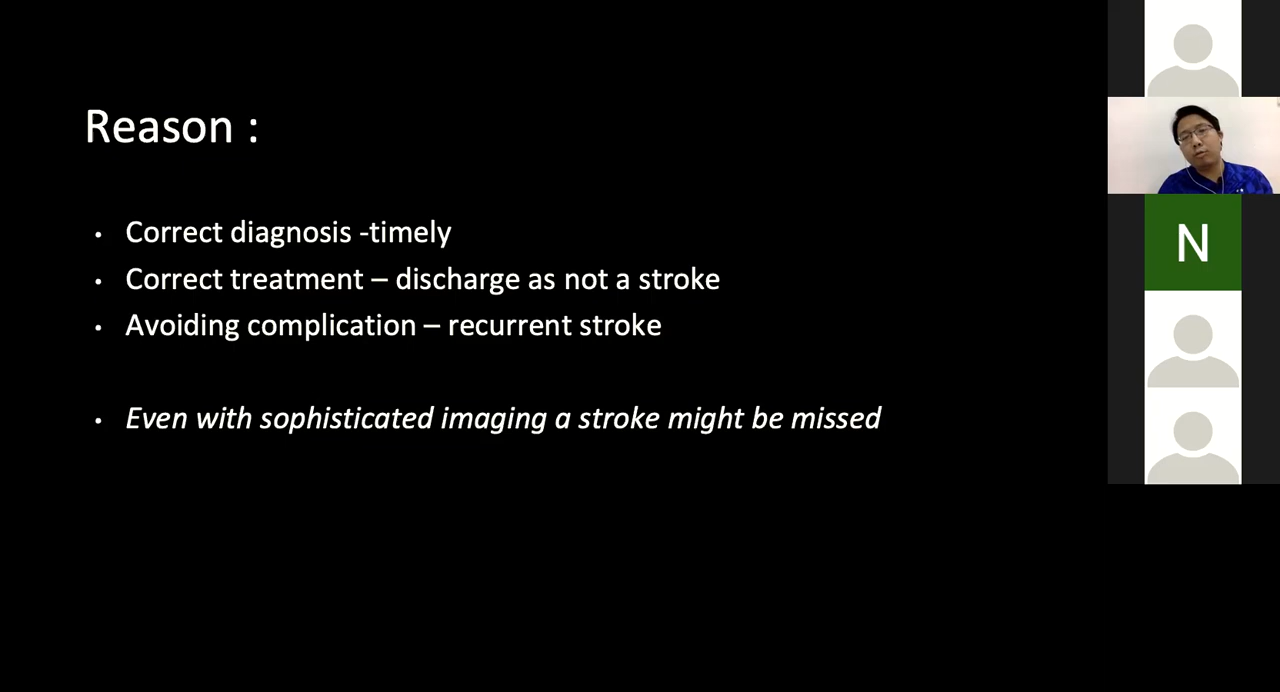 Reason :
• Correct diagnosis -timely
• Correct treatment – discharge as not a stroke
• Avoiding complication – recurrent stroke
• Even with sophisticated imaging a stroke might be missed
N